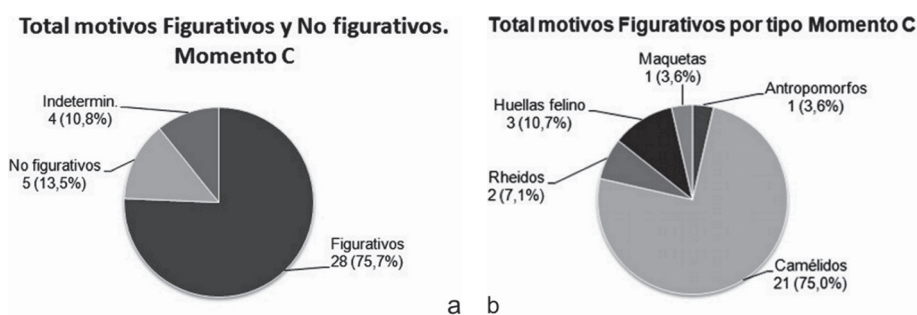 Total motivos Figurativos y No figurativos.
Momento C
Indetermin.
4 (10,8%)
No figurativos
5 (13,5%)
Figurativos
28 (75,7%)
a
Total motivos Figurativos por tipo Momento C
Maquetas
1 (3,6%)
Antropomorfos
1 (3,6%)
Huellas felino
3 (10,7%)
Rheidos
2 (7,1%)
Camélidos
21 (75,0%)
b